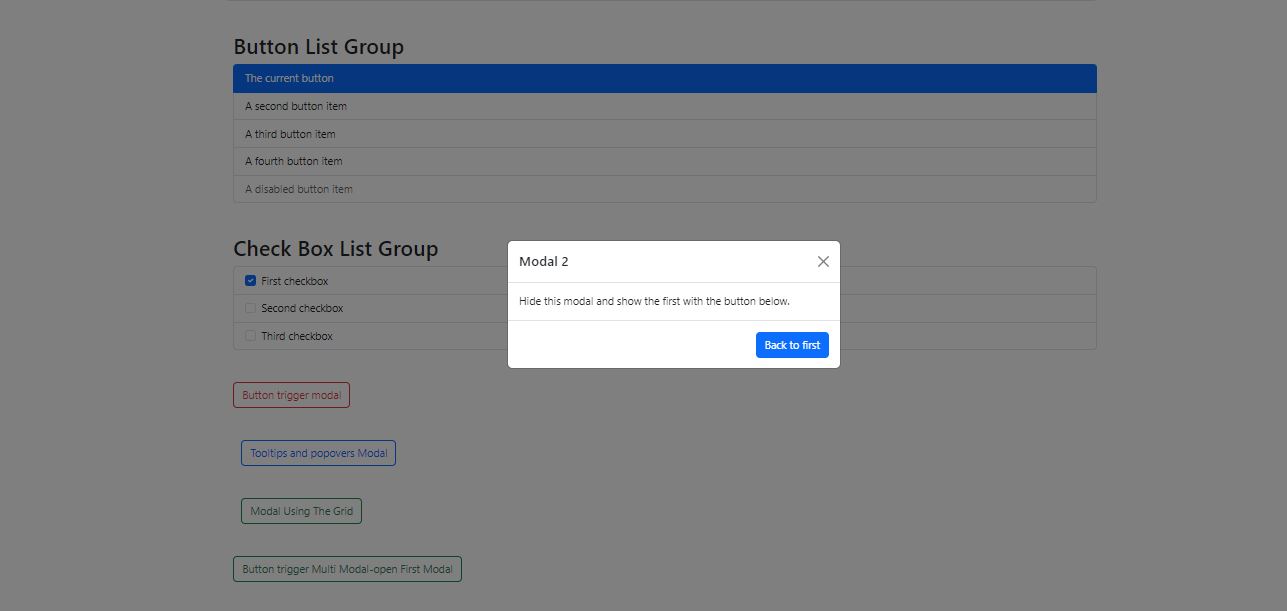 Button List Group
The current button
A second button item
A third button item
A fourth button item
A disabled button item
Check Box List Group
First checkbox
Second checkbox
Third checkbox
Modal 2
Hide this modal and show the first with the button below.
Back to first
Button trigger modal
Tooltips and popovers Modal
Modal Using The Grid
Button trigger Multi Modal-open First Modal